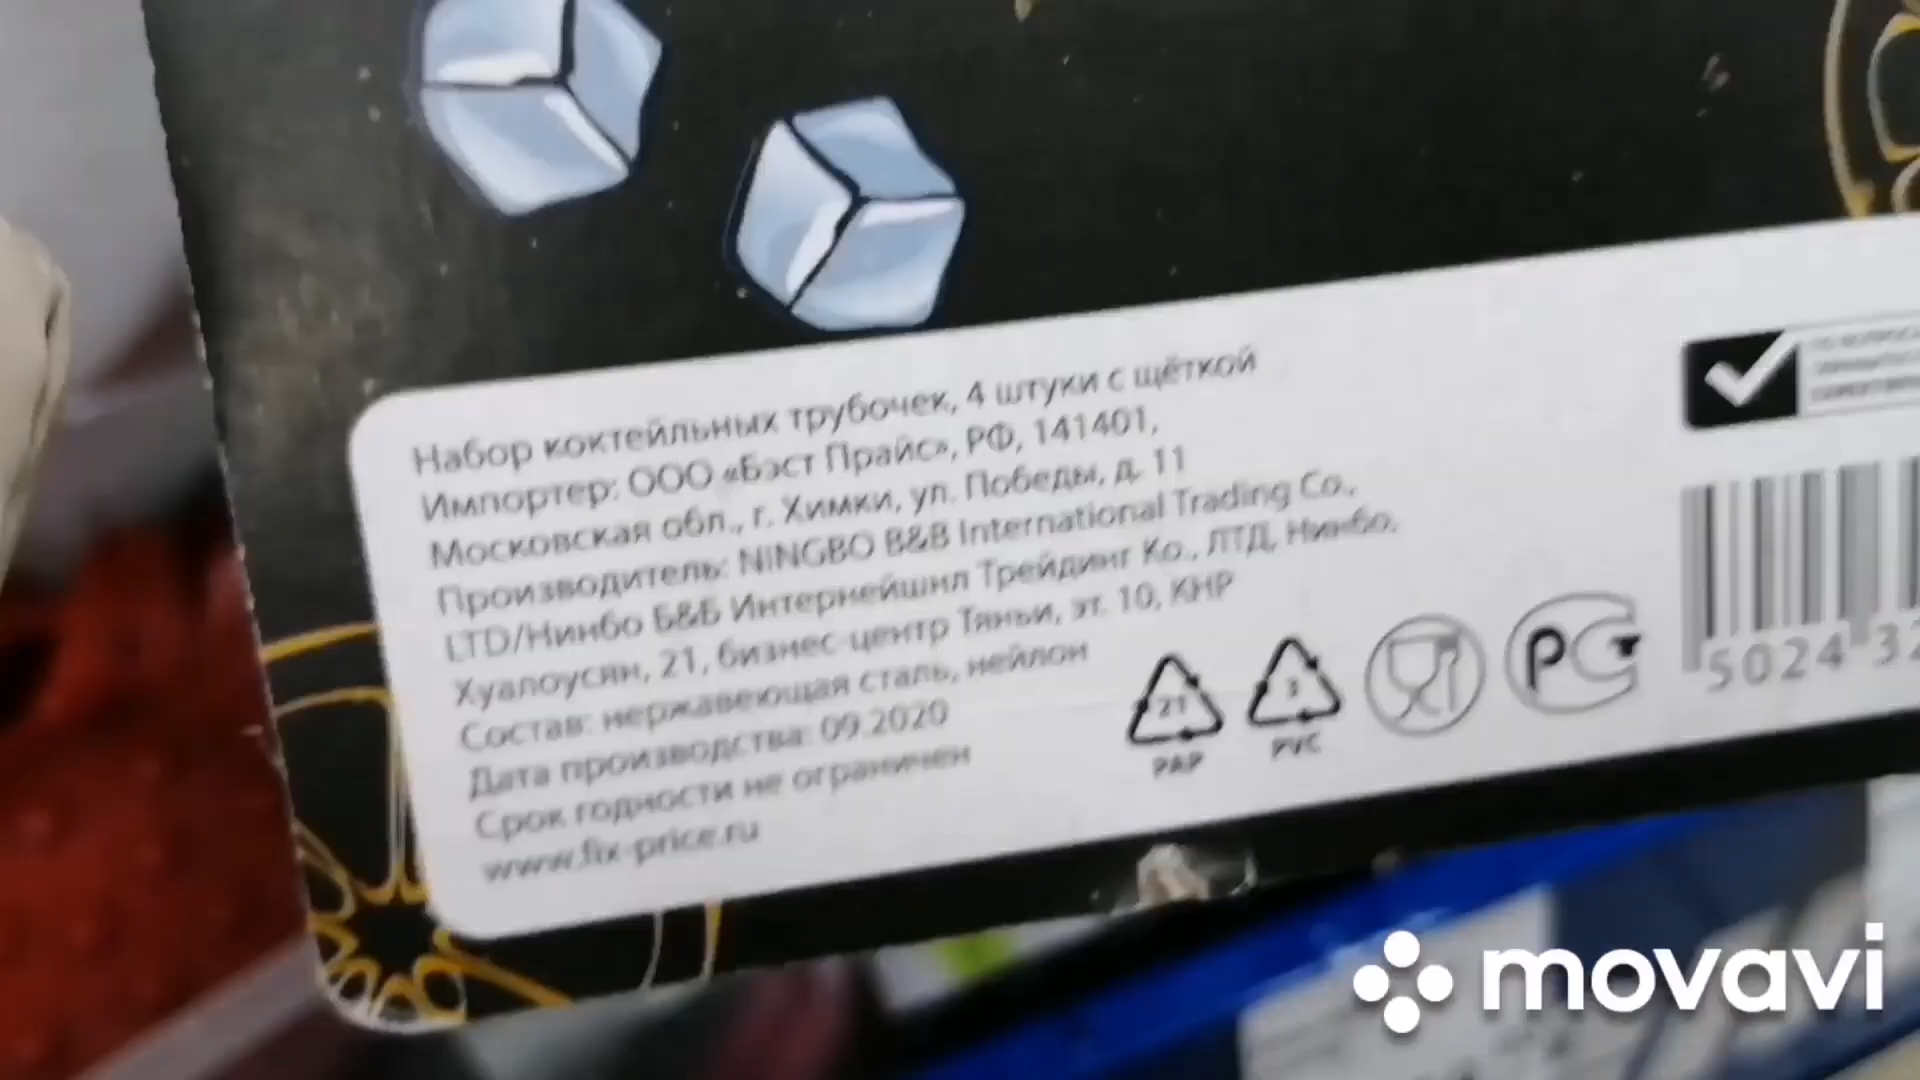 Набор коктейльных трубочек, 4 штуки с щёткой
Импортер: ООО «Бэст Прайс», РФ, 141401,
Московская обл., г. Химки, ул. Победы, д. 11
Производитель: NINGBO B&B International Trading Co.,
LTD/Нинбо Б&Б Интернейшнл Трейдинг Ко., ЛТД, Нинбо,
Хуалоусян, 21, бизнес-центр Тяньи, эт. 10, КНР
Состав: нержавеющая сталь, нейлон
Дата производства: 09.2020
Срок годности не ограничен
www.fix-price.ru
21
PAP
3
PVC
РСТ
5024 32
movavi